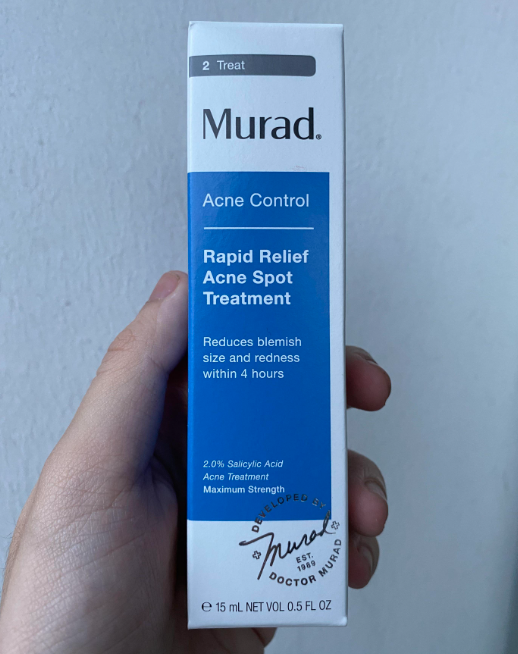 2 Treat
Murad®
Acne Control
Rapid Relief
Acne Spot
Treatment
Reduces blemish
size and redness
within 4 hours
2.0% Salicylic Acid
Acne Treatment
Maximum Strength
DEVELOPED BY
Murad
EST.
1989
DOCTOR MURAD
℮ 15 mL NET VOL 0.5 FL OZ